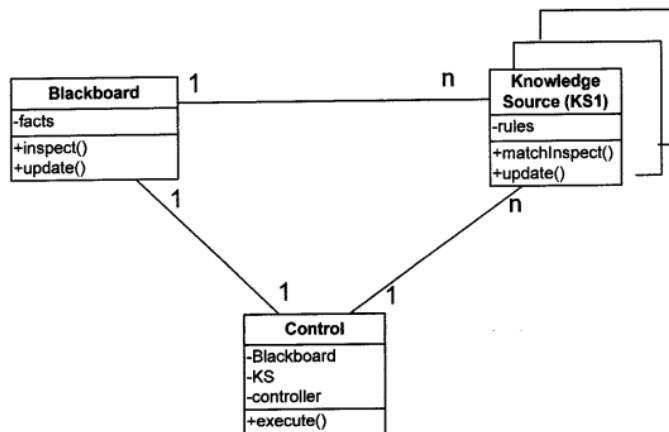 Blackboard
-facts
+inspect()
+update()
1
n
Knowledge
Source (KS1)
-rules
+matchInspect()
+update()
1
n
1
1
Control
-Blackboard
-KS
-controller
+execute()